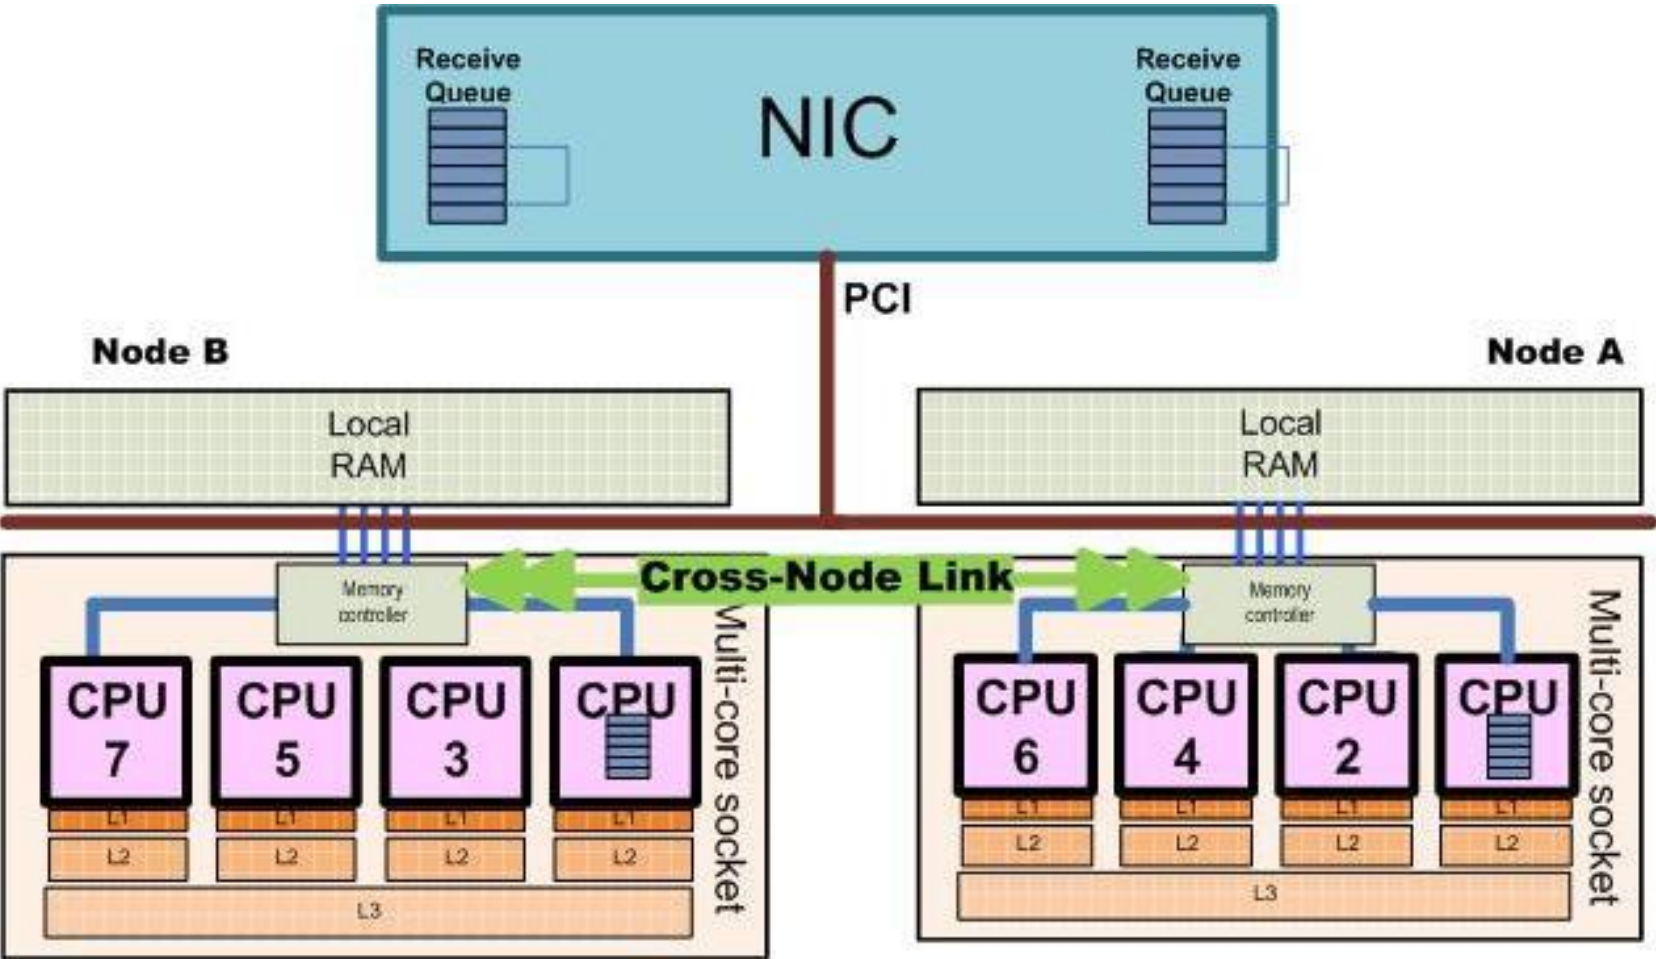 Receive
Queue
NIC
Receive
Queue
PCI
Node B
Node A
Local
RAM
Local
RAM
Cross-Node Link
Memory
controller
Memory
controller
Multi-core socket
Multi-core socket
CPU
7
CPU
5
CPU
3
CPU
CPU
6
CPU
4
CPU
2
CPU
L1
L1
L1
L1
L1
L1
L1
L1
L2
L2
L2
L2
L2
L2
L2
L2
L3
L3